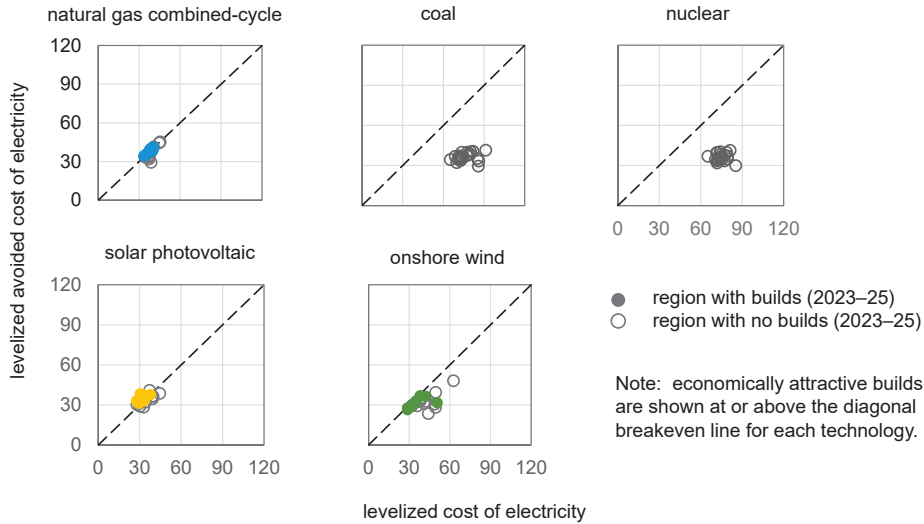 natural gas combined-cycle
coal
nuclear
120
90
60
30
0
0 30 60 90 120
levelized avoided cost of electricity
solar photovoltaic
onshore wind
120
90
60
30
0
0 30 60 90 120
0 30 60 90 120
region with builds (2023–25)
region with no builds (2023–25)
Note: economically attractive builds
are shown at or above the diagonal
breakeven line for each technology.
levelized cost of electricity